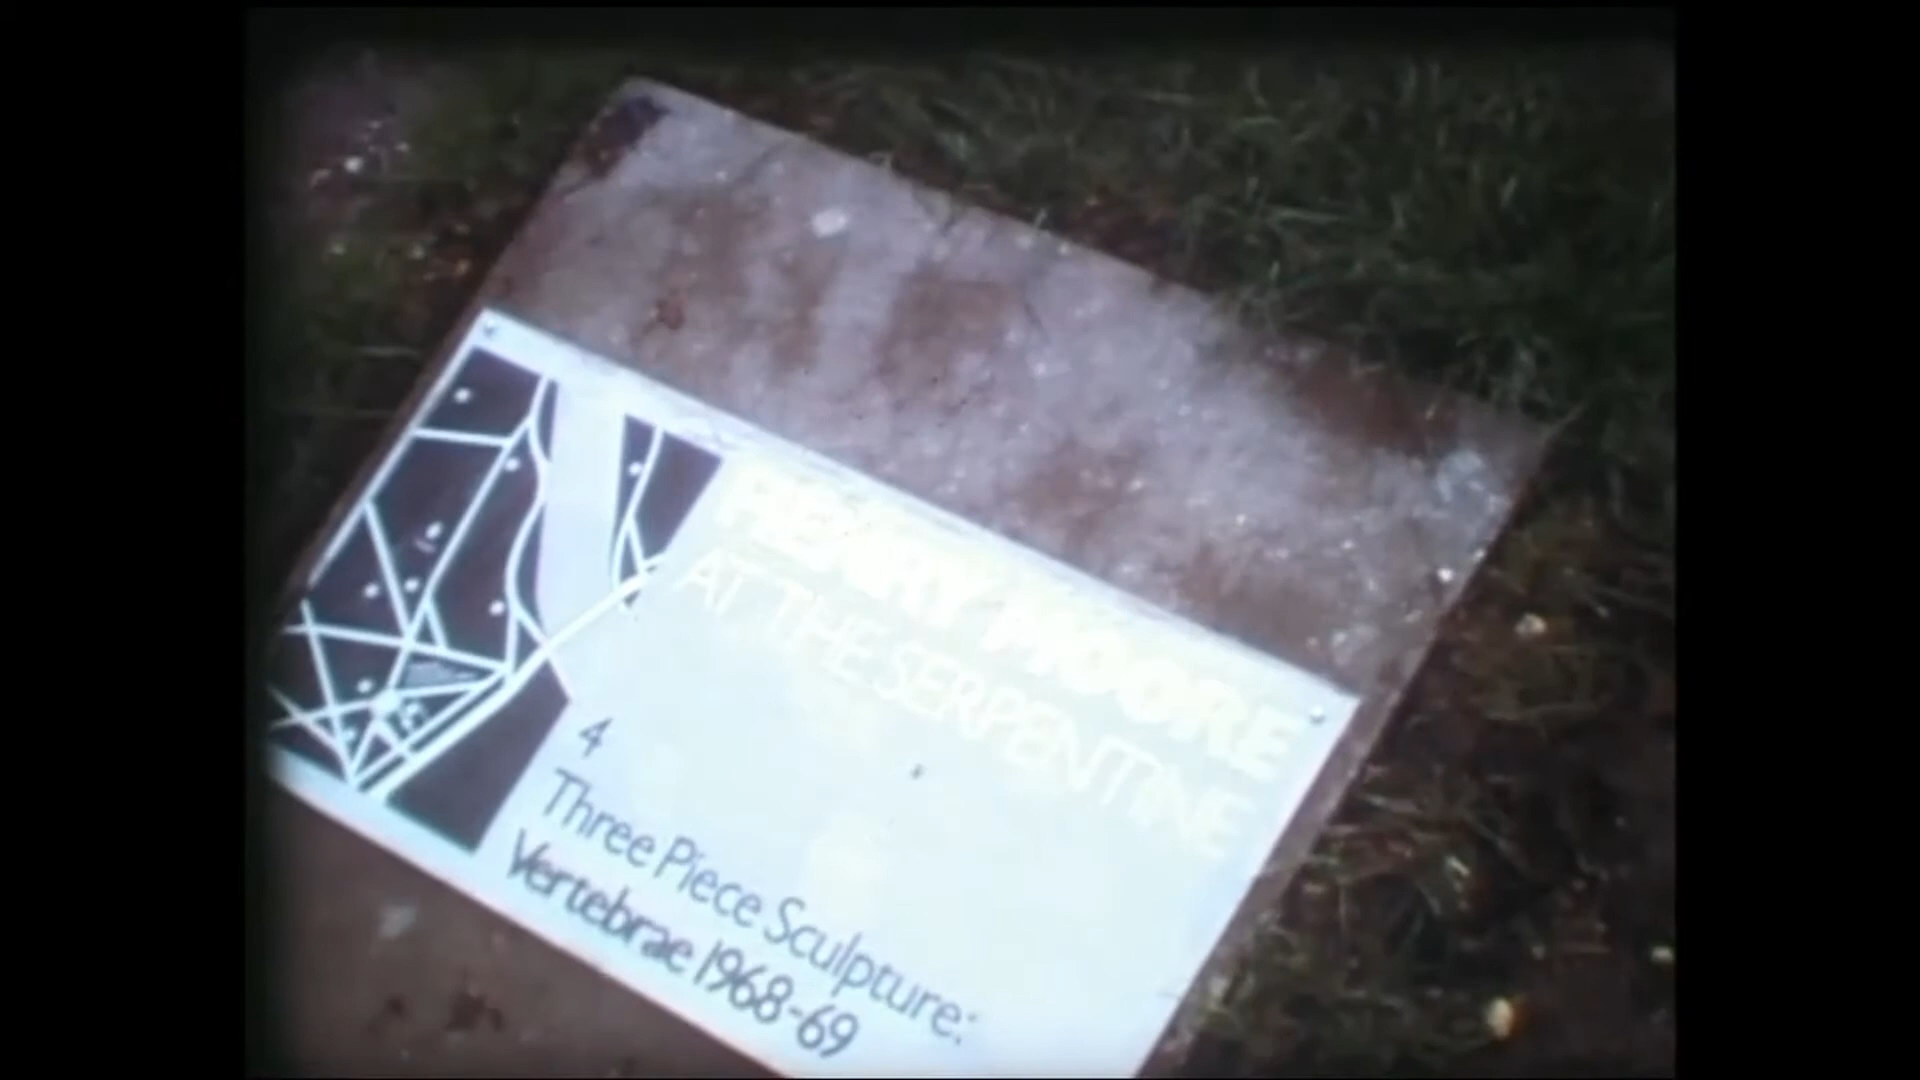 HENRY MOORE
AT THE SERPENTINE
4
Three Piece Sculpture:
Vertebrae 1968-69